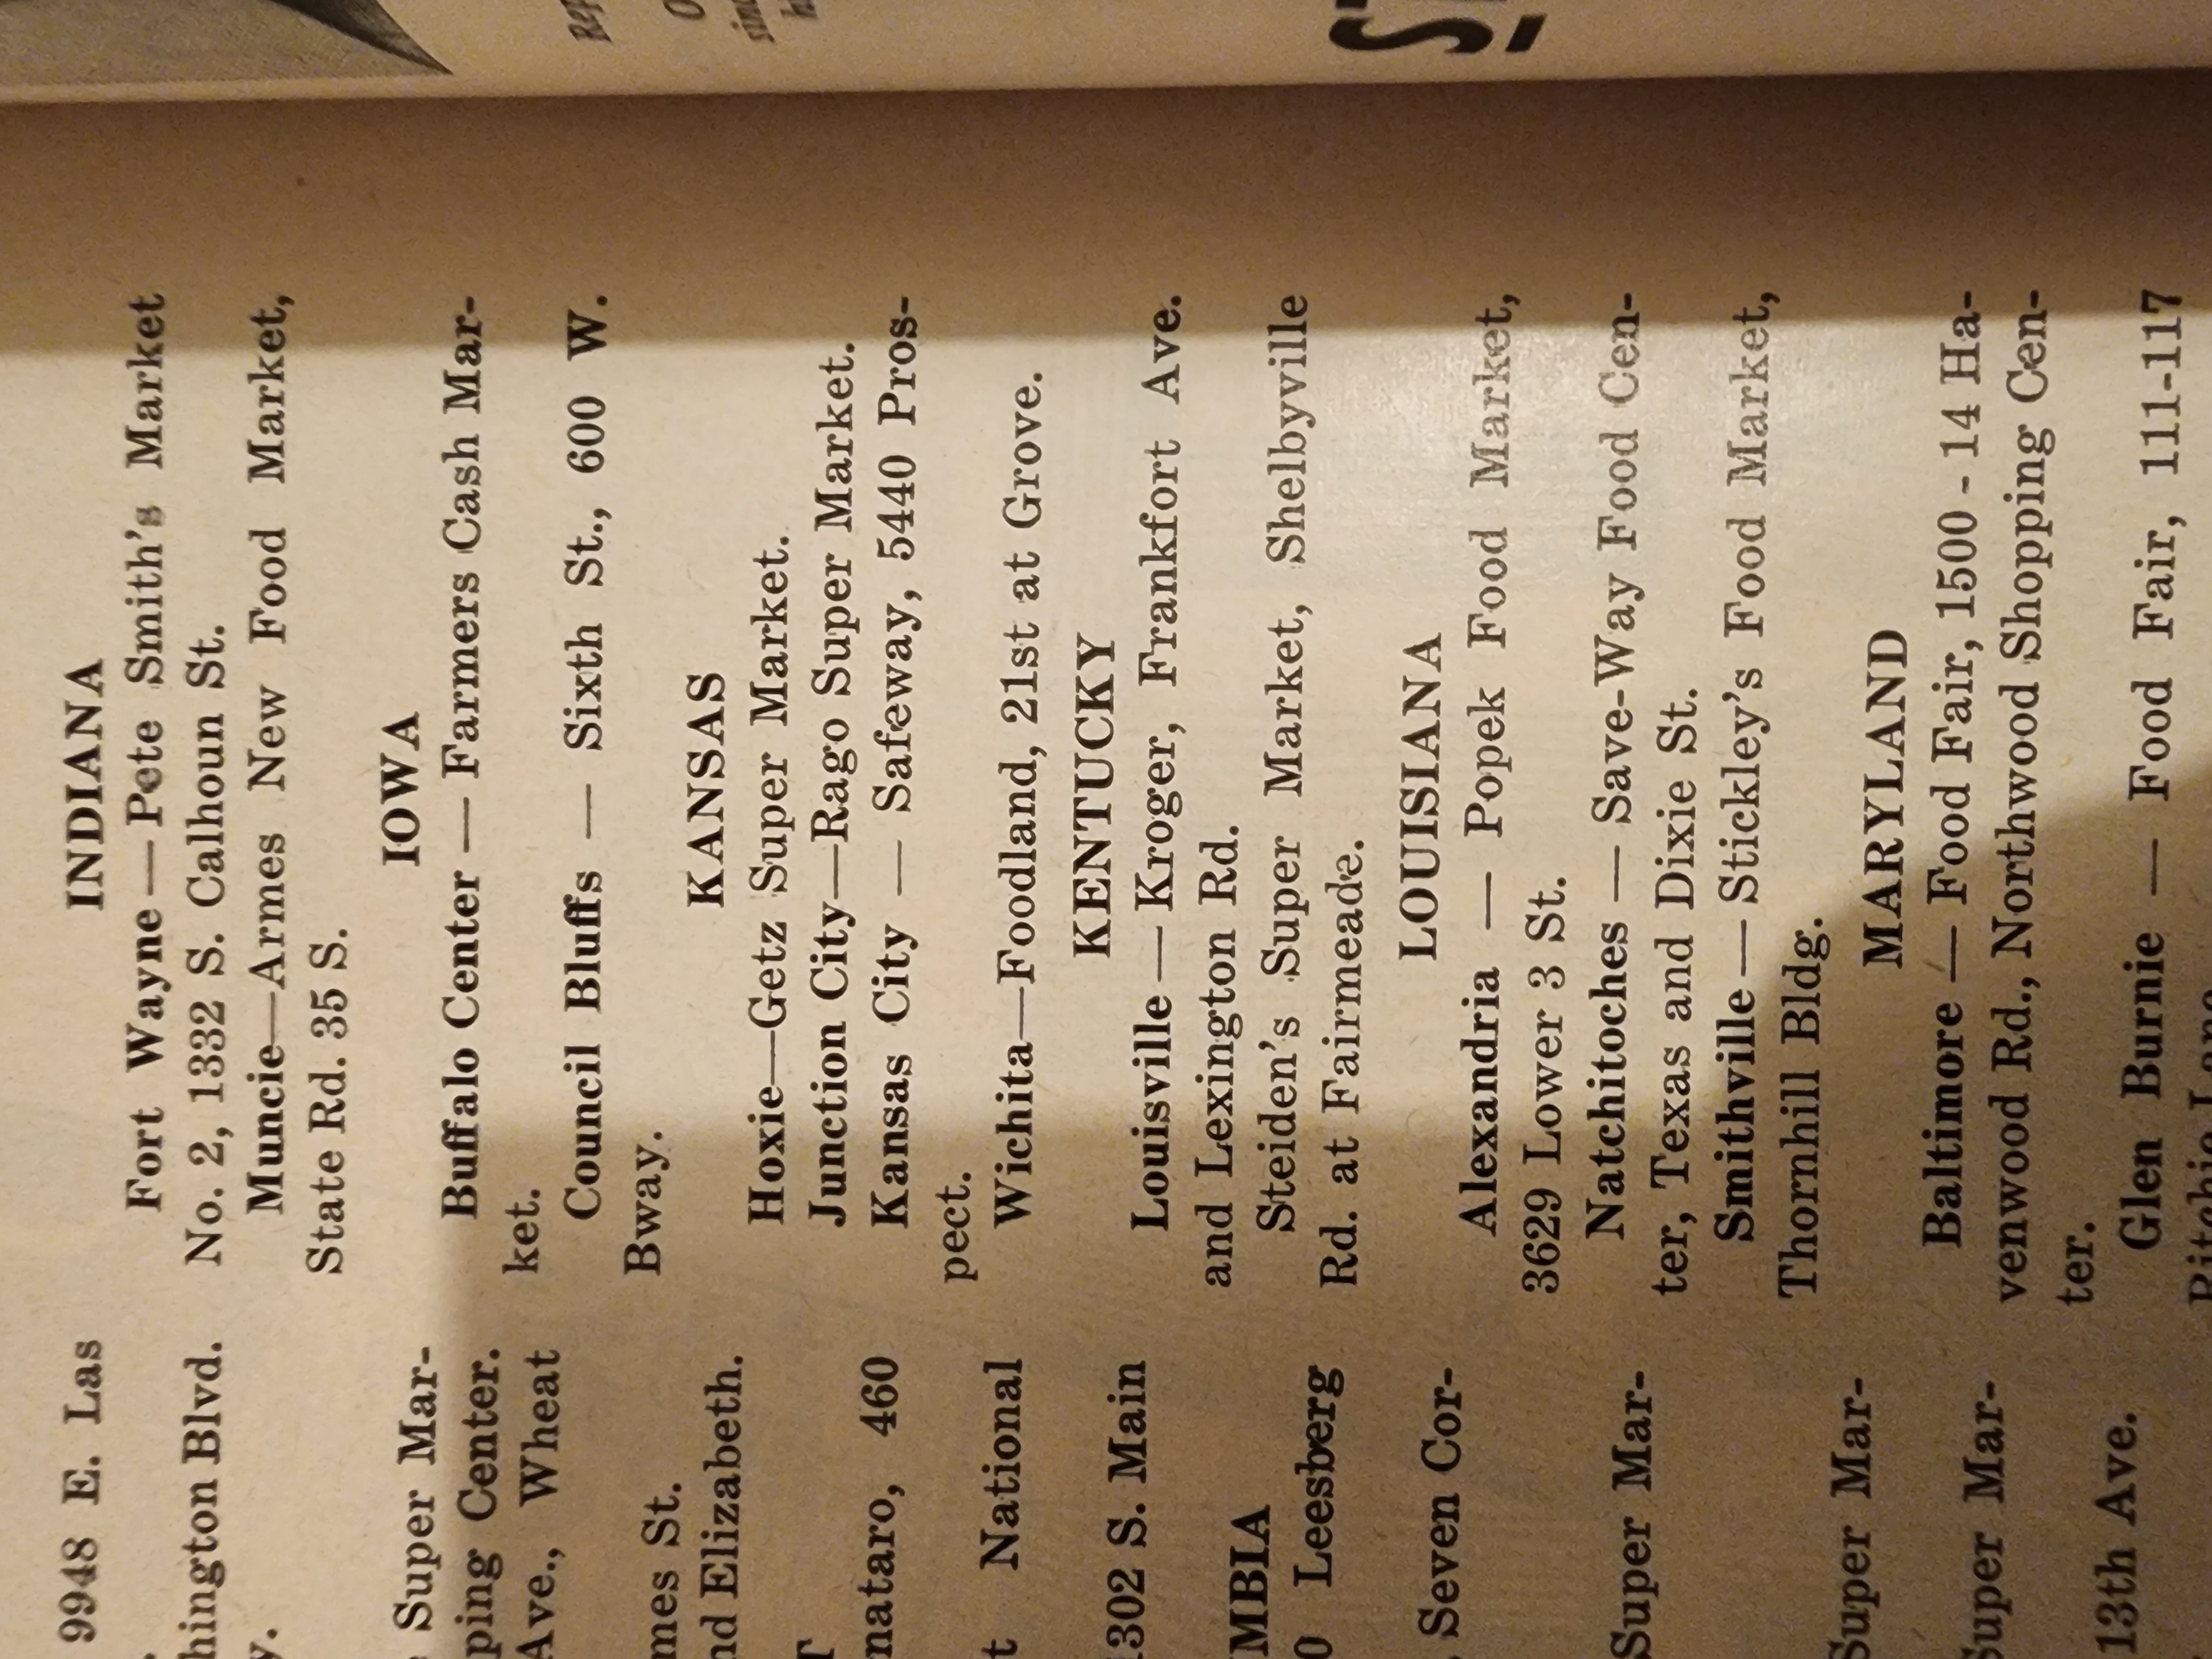 9948 E. Las
hington Blvd.
y.
Super Mar-
ping Center.
Ave., Wheat
mes St.
nd Elizabeth.
T
nataro, 460
t National
302 S. Main
MBIA
0 Leesberg
Seven Cor-
Super Mar-
Super Mar-
Super Mar-
13th Ave.
INDIANA
Fort Wayne—Pete Smith's Market
No. 2, 1332 S. Calhoun St.
Muncie—Armes New Food Market,
State Rd. 35 S.
IOWA
Buffalo Center — Farmers Cash Mar-
ket.
Council Bluffs — Sixth St., 600 W.
Bway.
KANSAS
Hoxie—Getz Super Market.
Junction City—Rago Super Market.
Kansas City — Safeway, 5440 Pros-
pect.
Wichita—Foodland, 21st at Grove.
KENTUCKY
Louisville — Kroger, Frankfort Ave.
and Lexington Rd.
Steiden's Super Market, Shelbyville
Rd. at Fairmeade.
LOUISIANA
Alexandria — Popek Food Market,
3629 Lower 3 St.
Natchitoches — Save-Way Food Cen-
ter, Texas and Dixie St.
Smithville—Stickley's Food Market,
Thornhill Bldg.
MARYLAND
Baltimore — Food Fair, 1500 - 14 Ha-
venwood Rd., Northwood Shopping Cen-
ter.
Glen Burnie — Food Fair, 111-117
Ritchie Lane